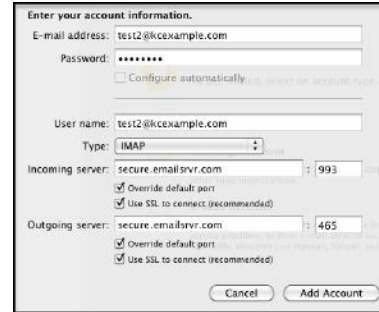 Enter your account information.
E-mail address: test2@kcexample.com
Password: ••••••••
Configure automatically
User name: test2@kcexample.com
Type: IMAP
Incoming server: secure.emailsrvr.com : 993
Override default port
Use SSL to connect (recommended)
Outgoing server: secure.emailsrvr.com : 465
Override default port
Use SSL to connect (recommended)
Cancel Add Account